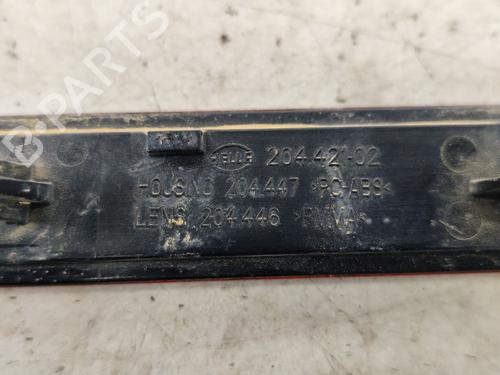 HELLA 204 421-02
HOUSING 204.447 >PC-ABS<
LENS 204.446 >PMMA<
B-PARTS